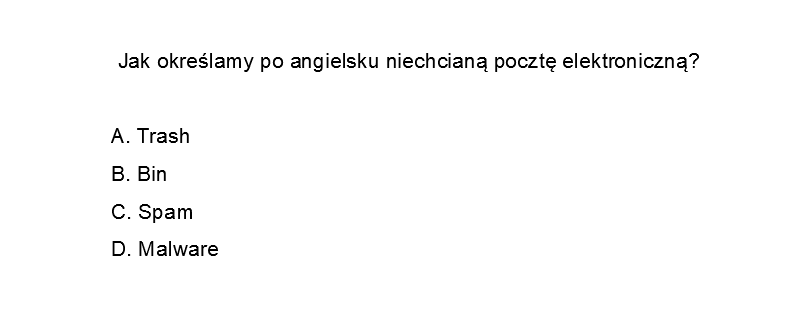 Jak określamy po angielsku niechcianą pocztę elektroniczną?
A. Trash
B. Bin
C. Spam
D. Malware